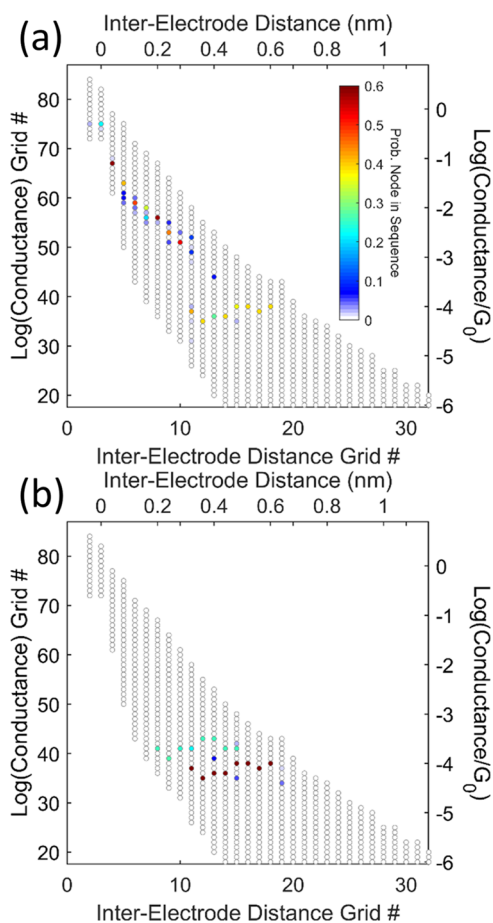 (a)
Inter-Electrode Distance (nm)
0 0.2 0.4 0.6 0.8 1
Log(Conductance) Grid #
80
70
60
50
40
30
20
0.6
0.5
0.4
0.3
0.2
0.1
0
Prob. Node in Sequence
0
-1
-2
-3
-4
-5
-6
Log(Conductance/G0)
0 10 20 30
Inter-Electrode Distance Grid #
(b)
Inter-Electrode Distance (nm)
0 0.2 0.4 0.6 0.8 1
Log(Conductance) Grid #
80
70
60
50
40
30
20
0
-1
-2
-3
-4
-5
-6
Log(Conductance/G0)
0 10 20 30
Inter-Electrode Distance Grid #